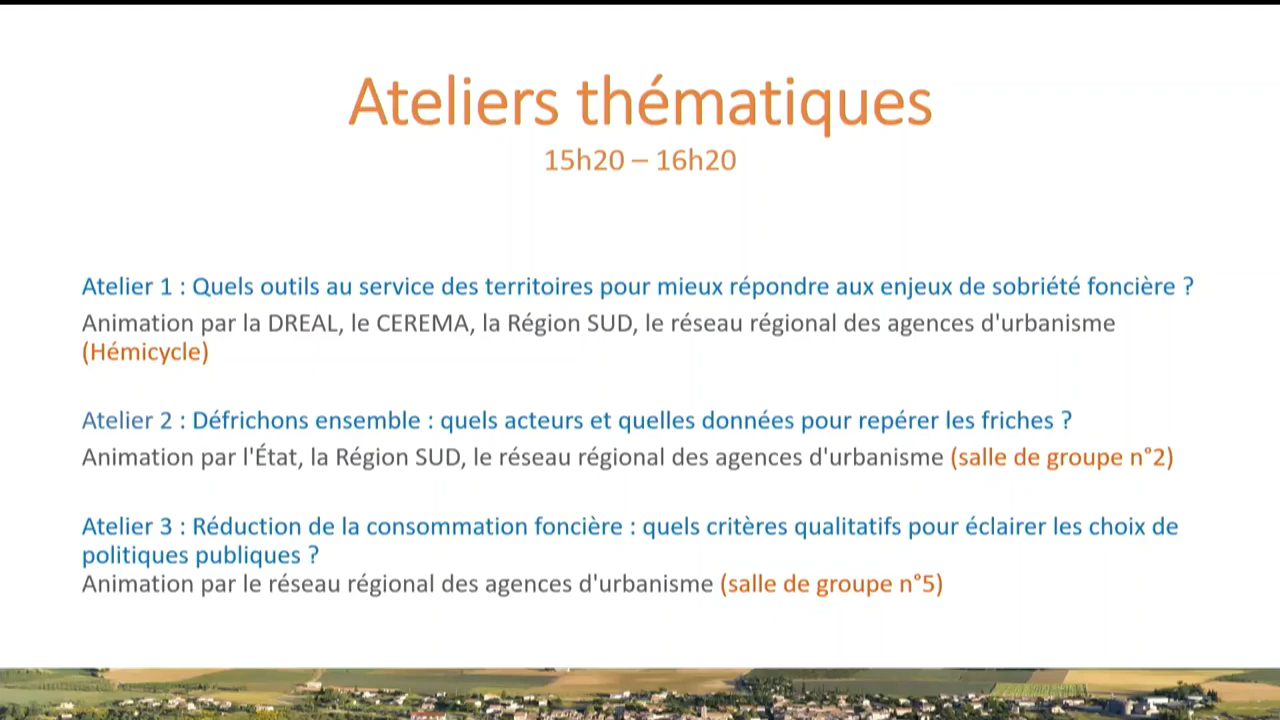 Ateliers thématiques
15h20 – 16h20
Atelier 1 : Quels outils au service des territoires pour mieux répondre aux enjeux de sobriété foncière ?
Animation par la DREAL, le CEREMA, la Région SUD, le réseau régional des agences d'urbanisme
(Hémicycle)
Atelier 2 : Défrichons ensemble : quels acteurs et quelles données pour repérer les friches ?
Animation par l'État, la Région SUD, le réseau régional des agences d'urbanisme (salle de groupe n°2)
Atelier 3 : Réduction de la consommation foncière : quels critères qualitatifs pour éclairer les choix de
politiques publiques ?
Animation par le réseau régional des agences d'urbanisme (salle de groupe n°5)